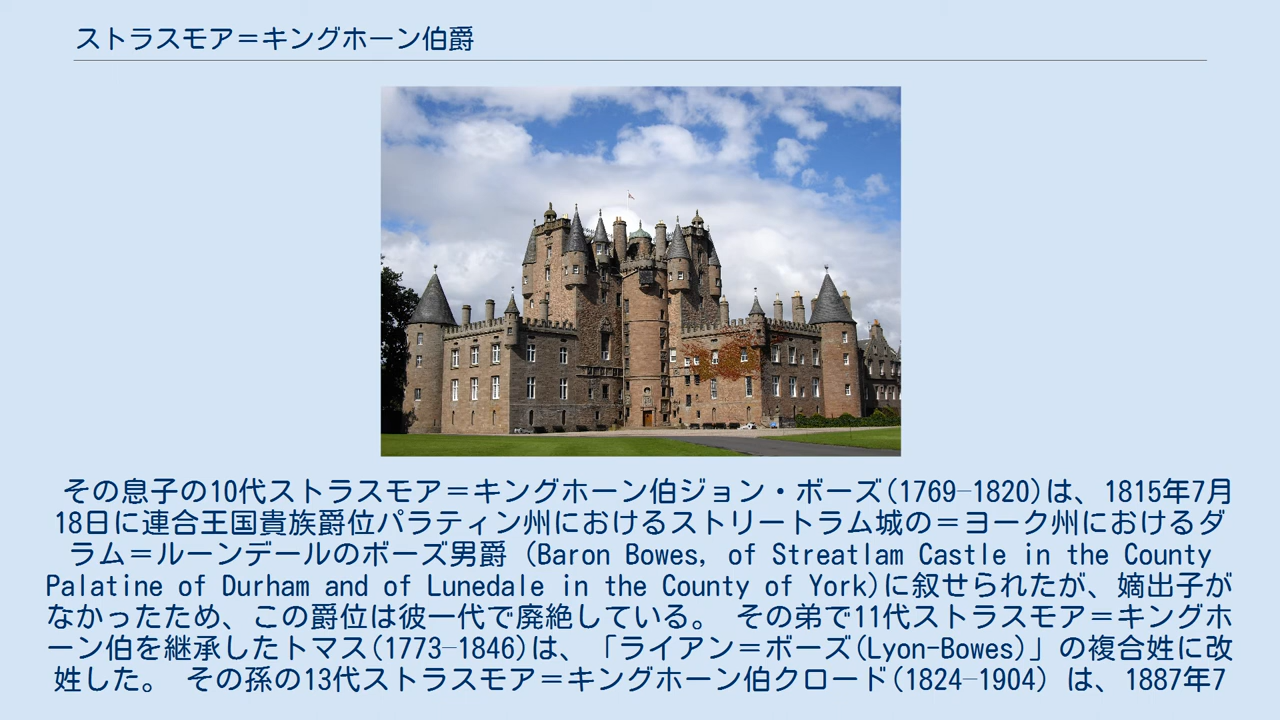 ストラスモア＝キングホーン伯爵
その息子の10代ストラスモア＝キングホーン伯ジョン・ボーズ(1769–1820)は、1815年7月
18日に連合王国貴族爵位パラティン州におけるストリートラム城の＝ヨーク州におけるダ
ラム＝ルーンデールのボーズ男爵 (Baron Bowes, of Streatlam Castle in the County
Palatine of Durham and of Lunedale in the County of York)に叙せられたが、嫡出子が
なかったため、この爵位は彼一代で廃絶している。 その弟で11代ストラスモア＝キングホ
ーン伯を継承したトマス(1773–1846)は、「ライアン＝ボーズ(Lyon-Bowes)」の複合姓に改
姓した。 その孫の13代ストラスモア＝キングホーン伯クロード(1824–1904) は、1887年7